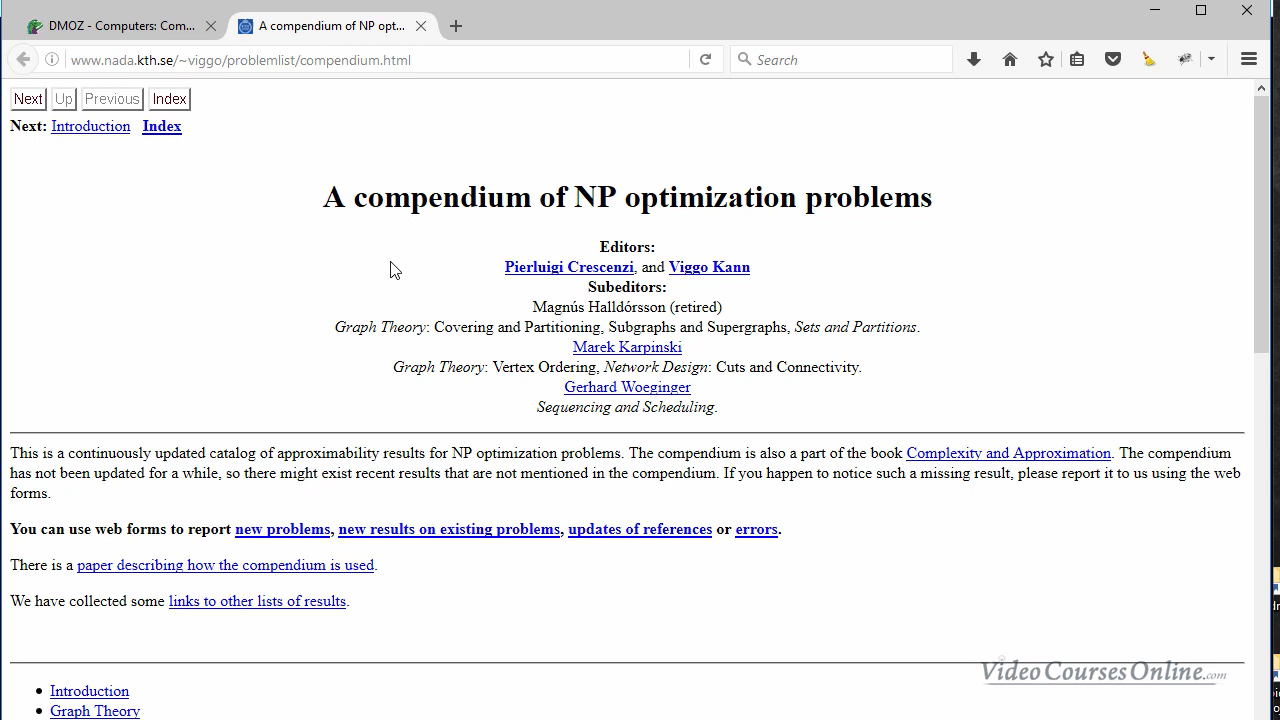 DMOZ - Computers: Com...
A compendium of NP opt...
www.nada.kth.se/~viggo/problemlist/compendium.html
Search
Next Up Previous Index
Next: Introduction Index
A compendium of NP optimization problems
Editors:
Pierluigi Crescenzi, and Viggo Kann
Subeditors:
Magnús Halldórsson (retired)
Graph Theory: Covering and Partitioning, Subgraphs and Supergraphs, Sets and Partitions.
Marek Karpinski
Graph Theory: Vertex Ordering, Network Design: Cuts and Connectivity.
Gerhard Woeginger
Sequencing and Scheduling.
This is a continuously updated catalog of approximability results for NP optimization problems. The compendium is also a part of the book Complexity and Approximation. The compendium
has not been updated for a while, so there might exist recent results that are not mentioned in the compendium. If you happen to notice such a missing result, please report it to us using the web
forms.
You can use web forms to report new problems, new results on existing problems, updates of references or errors.
There is a paper describing how the compendium is used.
We have collected some links to other lists of results.
VideoCoursesOnline.com
Introduction
Graph Theory